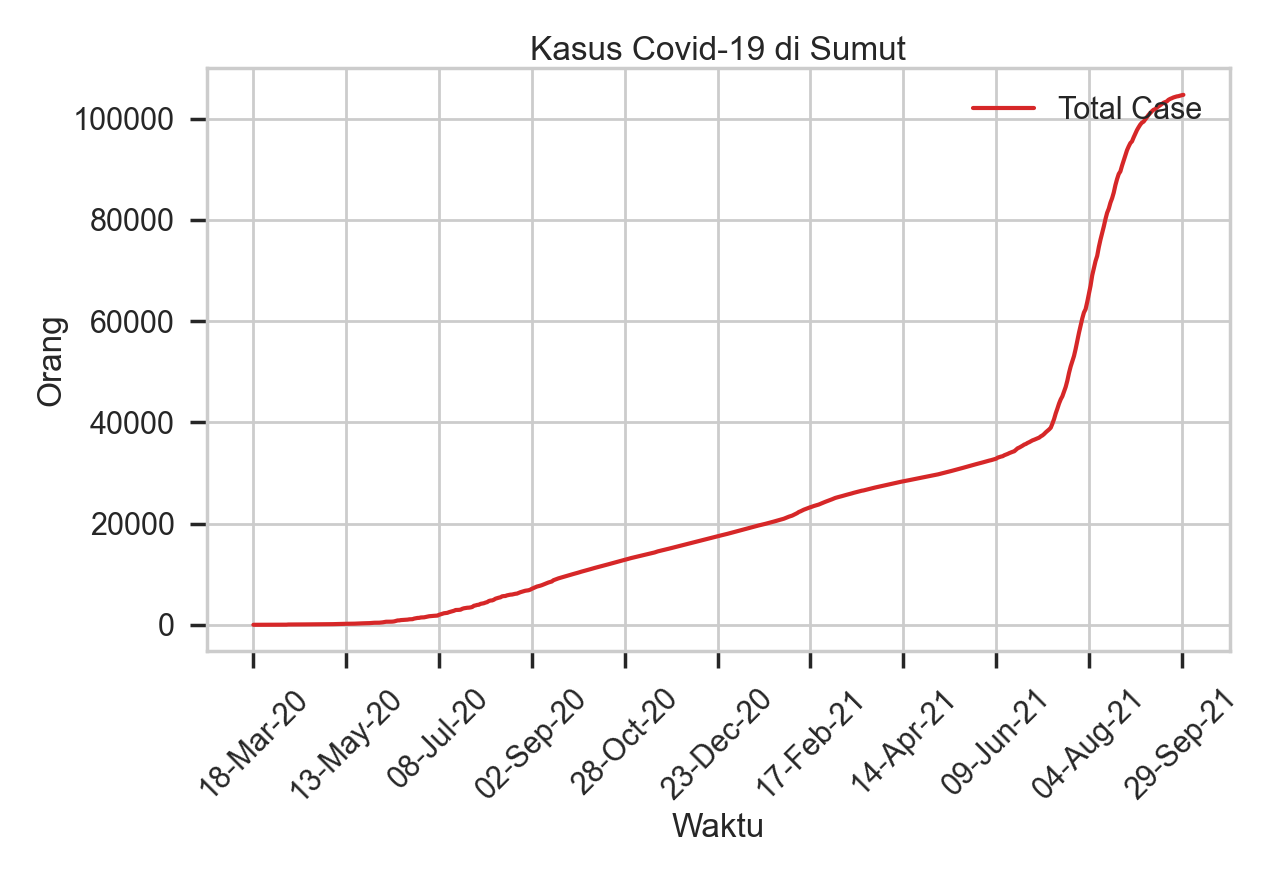 Kasus Covid-19 di Sumut
Total Case
100000
80000
60000
40000
20000
0
Orang
18-Mar-20
13-May-20
08-Jul-20
02-Sep-20
28-Oct-20
23-Dec-20
17-Feb-21
14-Apr-21
09-Jun-21
04-Aug-21
29-Sep-21
Waktu